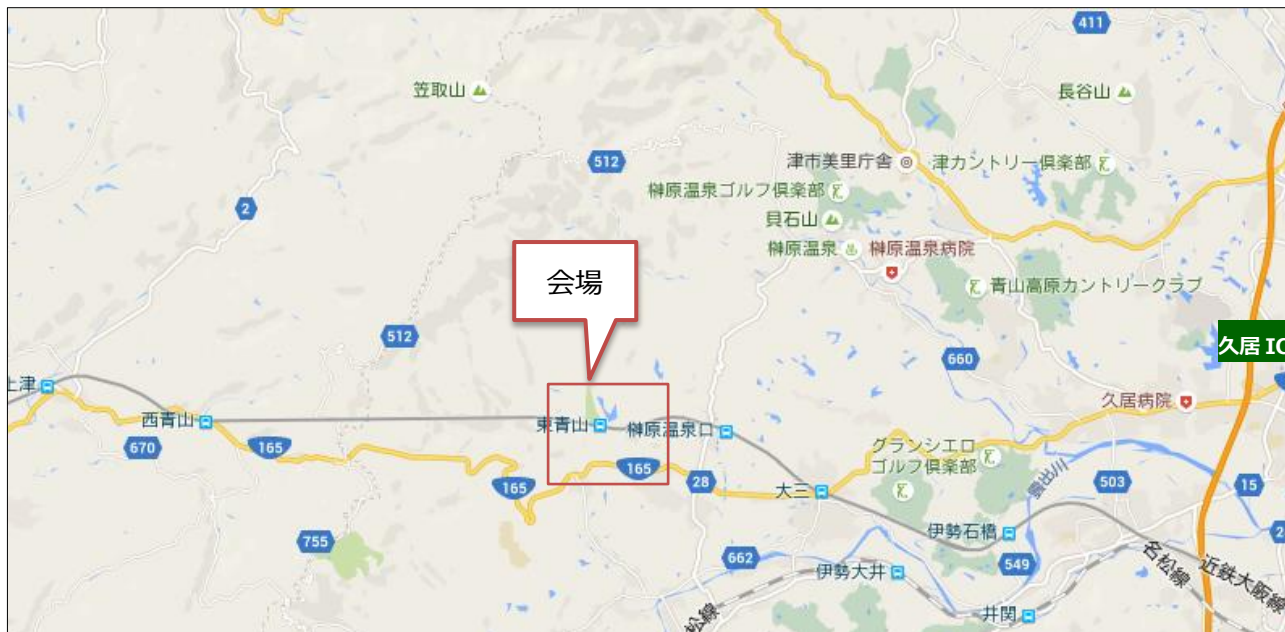 411
笠取山
長谷山
512
津市美里庁舎
津カントリー倶楽部
榊原温泉ゴルフ倶楽部
2
貝石山
榊原温泉
榊原温泉病院
会場
青山高原カントリークラブ
512
660
久居 IC
上津
久居病院
西青山
東青山
榊原温泉口
670
165
グランシエロ
ゴルフ倶楽部
165
28
165
大三
雲出川
503
15
伊勢石橋
755
2
662
伊勢大井
549
名松線
近鉄大阪線
松線
井関